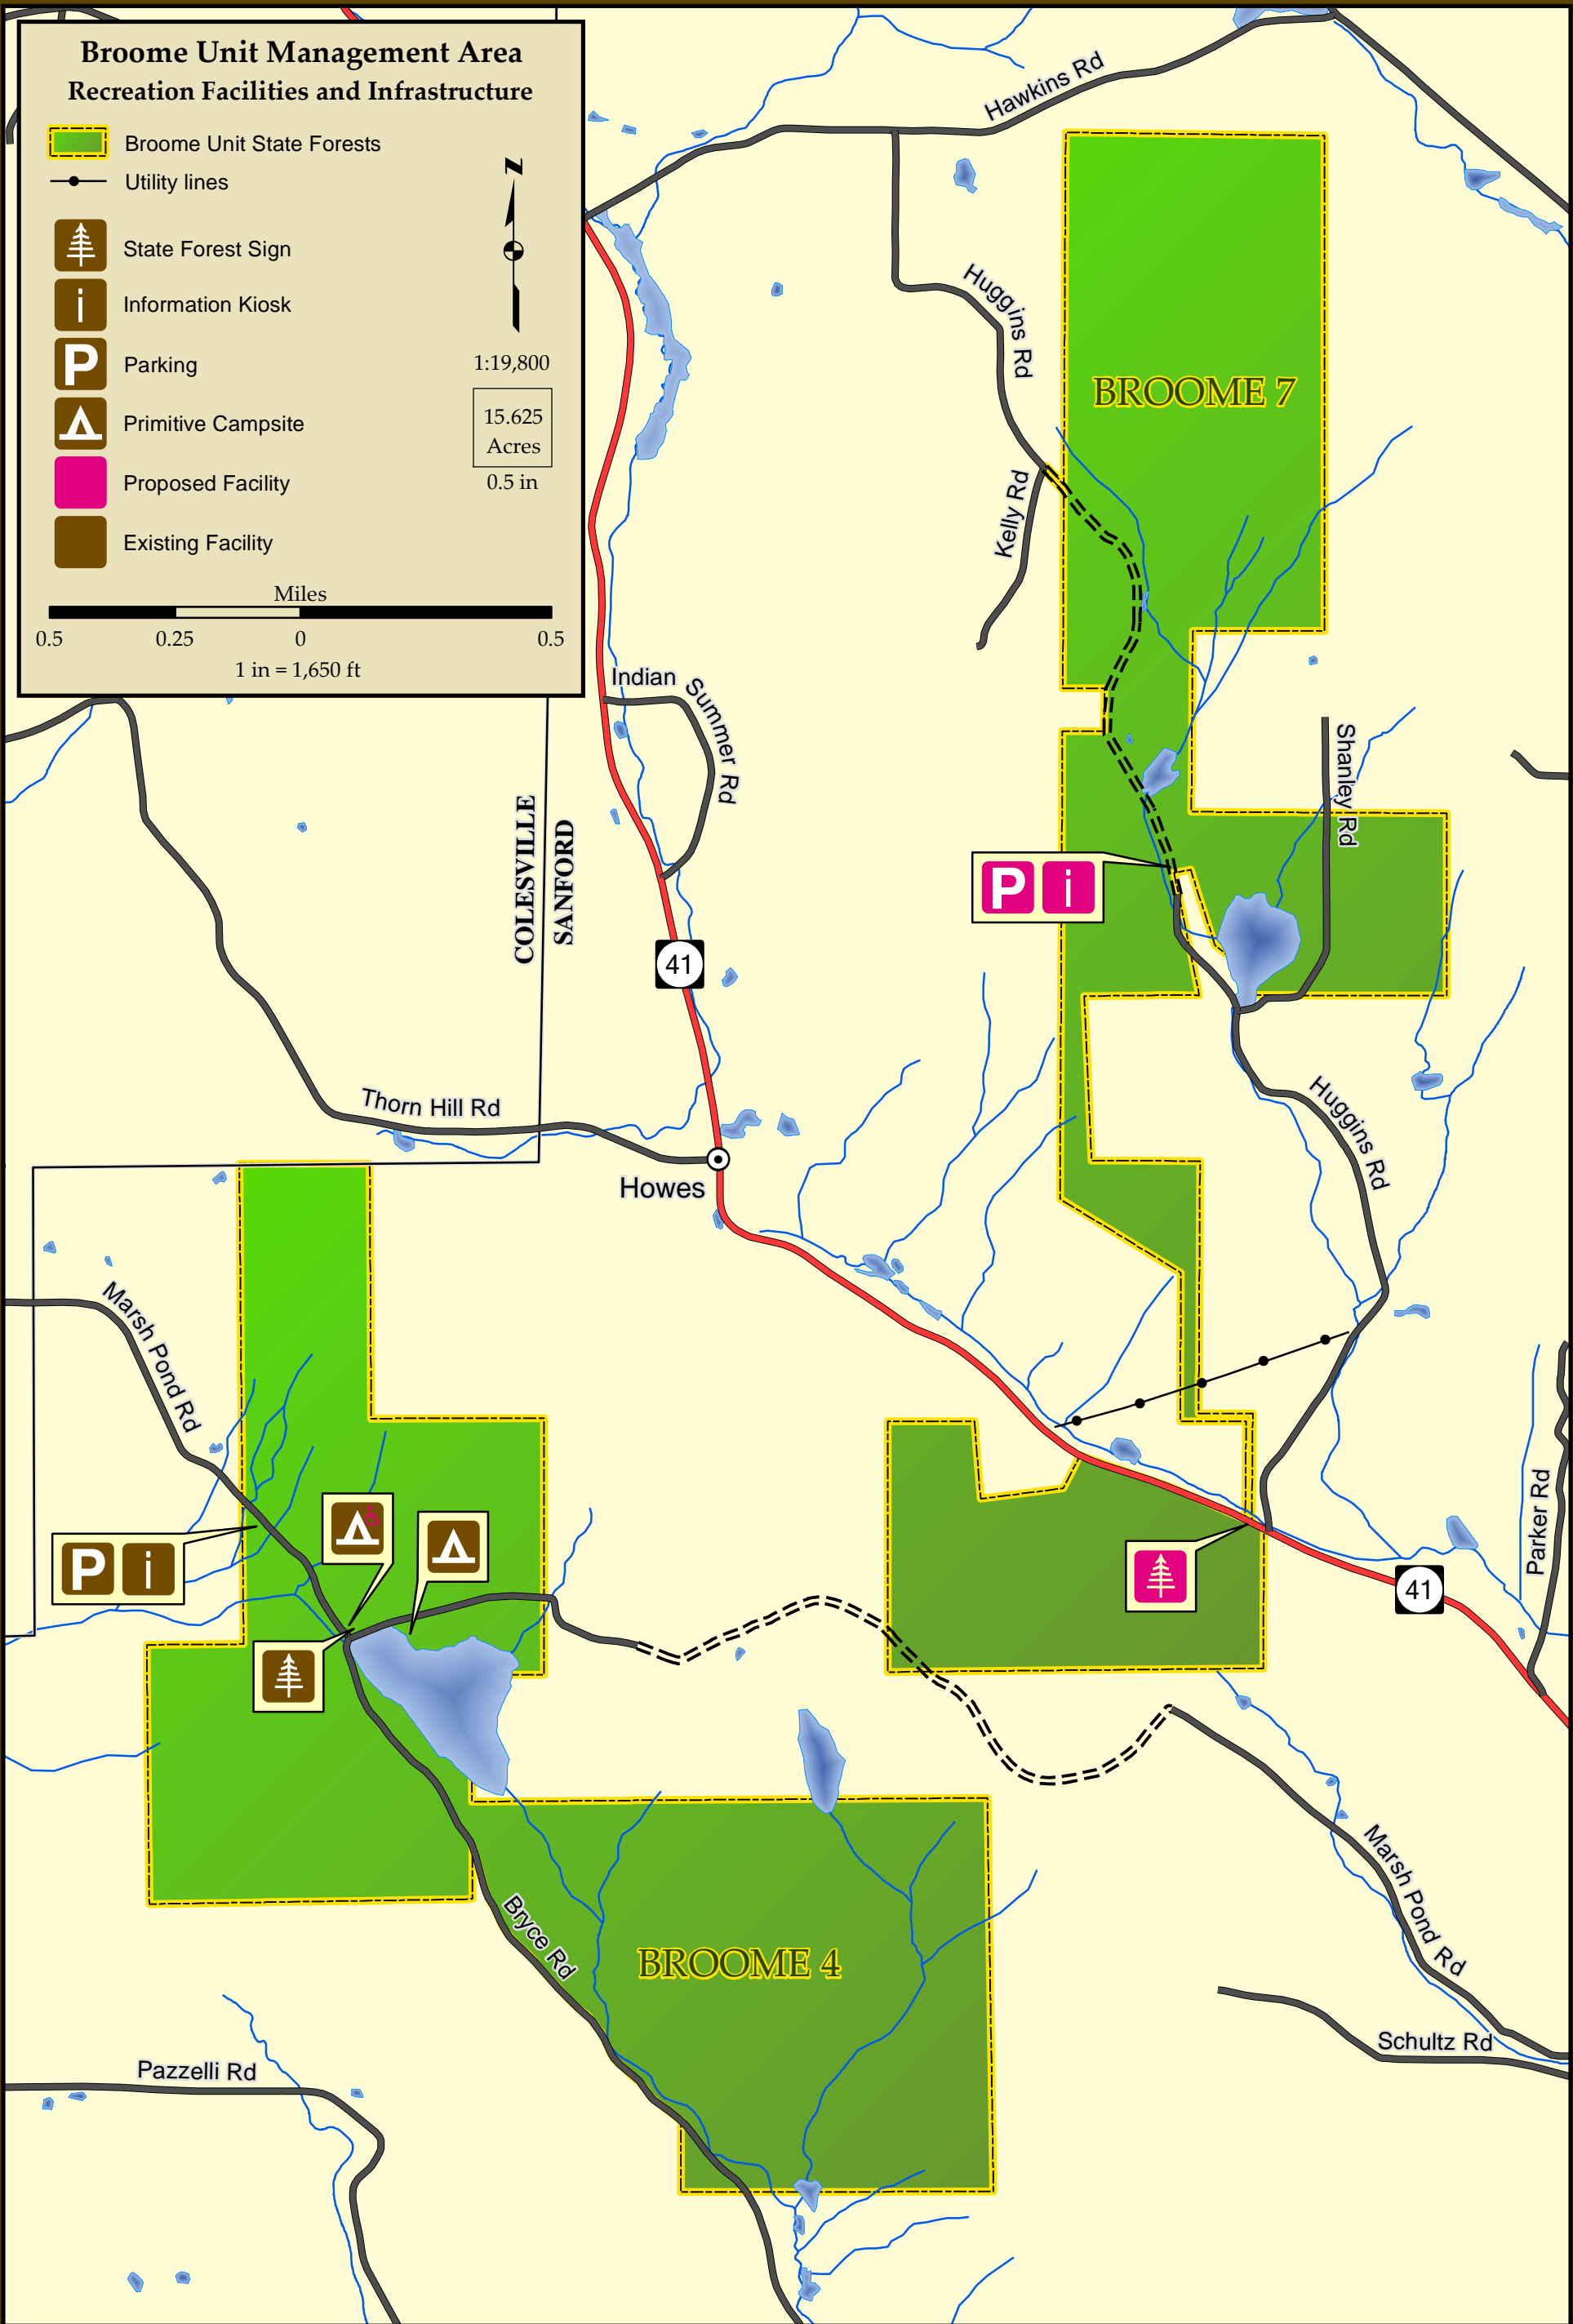 Broome Unit Management Area
Recreation Facilities and Infrastructure
Broome Unit State Forests
Utility lines
State Forest Sign
Information Kiosk
Parking
Primitive Campsite
Proposed Facility
Existing Facility
N
1:19,800
15.625
Acres
0.5 in
i
P
Miles
0.5 0.25 0 0.5
1 in = 1,650 ft
Hawkins Rd
Huggins Rd
BROOME 7
Kelly Rd
Indian Summer Rd
Shanley Rd
COLESVILLE
SANFORD
P i
41
Thorn Hill Rd
Huggins Rd
Howes
Marsh Pond Rd
Parker Rd
P i
41
Marsh Pond Rd
Bryce Rd
BROOME 4
Schultz Rd
Pazzelli Rd